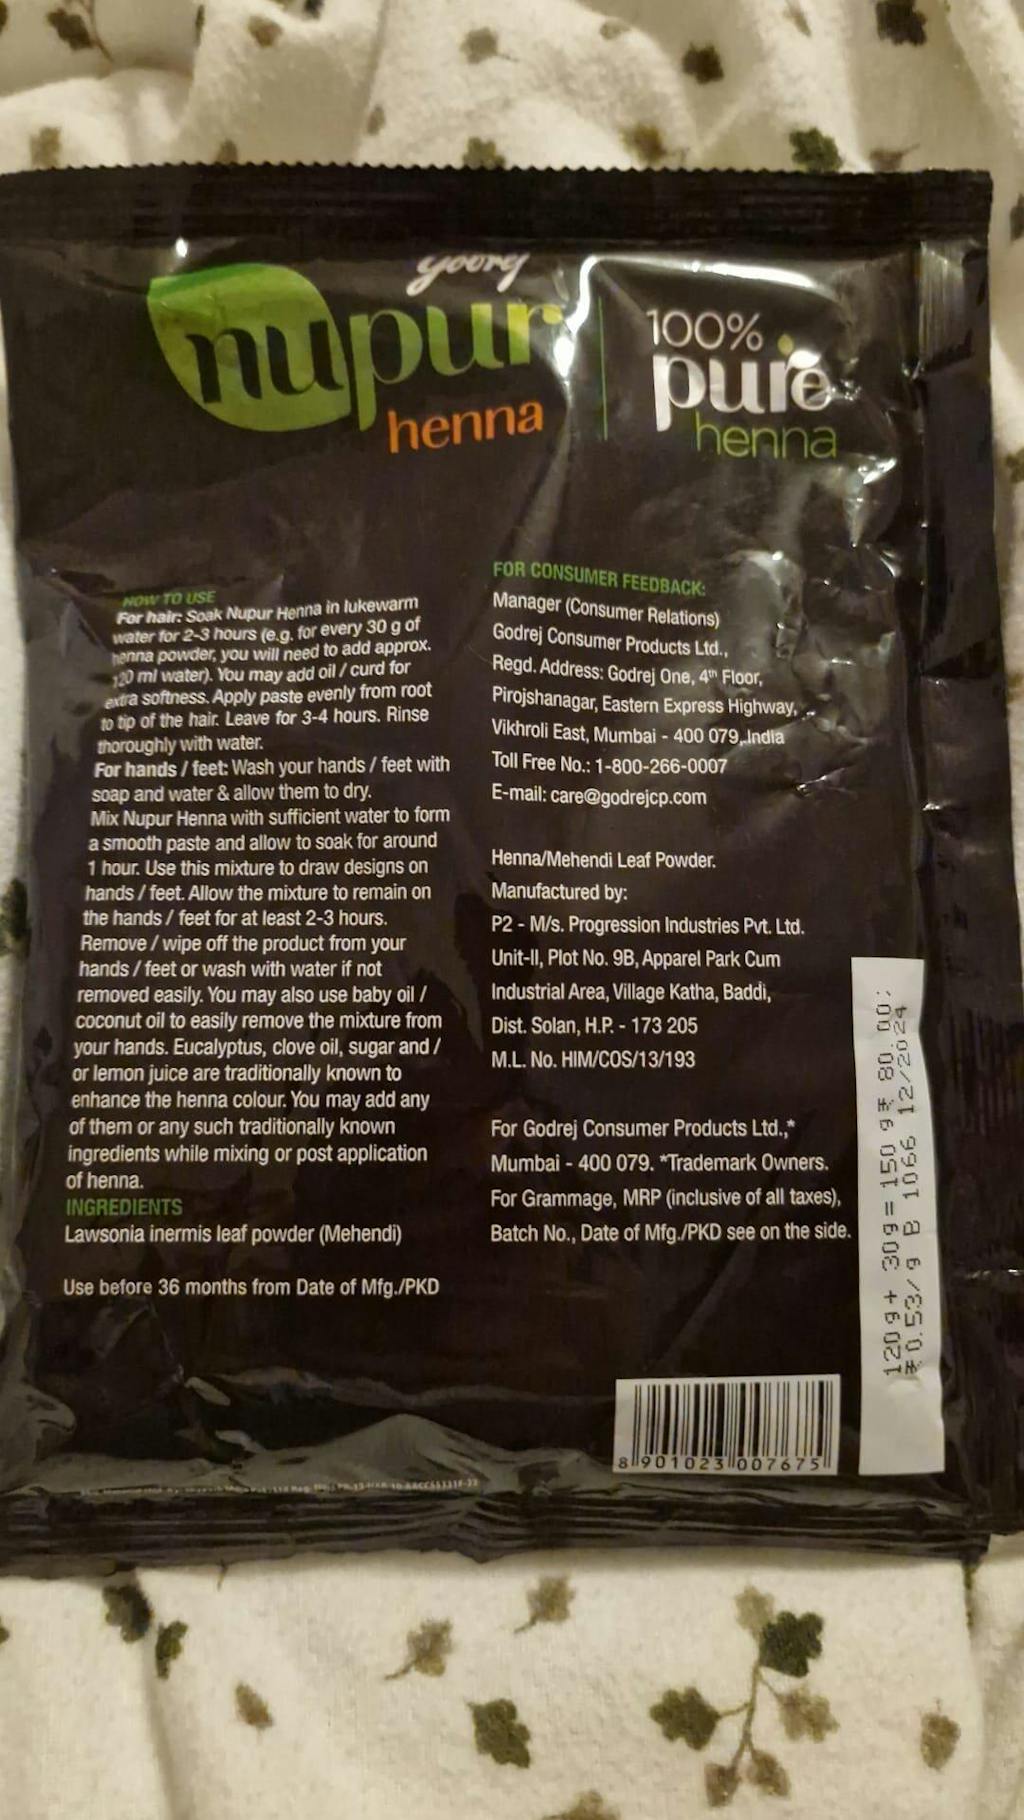 Godrej
nupur
henna
100%
pure
henna
HOW TO USE
For hair: Soak Nupur Henna in lukewarm
water for 2-3 hours (e.g. for every 30 g of
henna powder, you will need to add approx.
120 ml water). You may add oil / curd for
extra softness. Apply paste evenly from root
to tip of the hair. Leave for 3-4 hours. Rinse
thoroughly with water.
For hands / feet: Wash your hands / feet with
soap and water & allow them to dry.
Mix Nupur Henna with sufficient water to form
a smooth paste and allow to soak for around
1 hour. Use this mixture to draw designs on
hands / feet. Allow the mixture to remain on
the hands / feet for at least 2-3 hours.
Remove / wipe off the product from your
hands / feet or wash with water if not
removed easily. You may also use baby oil /
coconut oil to easily remove the mixture from
your hands. Eucalyptus, clove oil, sugar and /
or lemon juice are traditionally known to
enhance the henna colour. You may add any
of them or any such traditionally known
ingredients while mixing or post application
of henna.
INGREDIENTS
Lawsonia inermis leaf powder (Mehendi)
Use before 36 months from Date of Mfg./PKD
FOR CONSUMER FEEDBACK:
Manager (Consumer Relations)
Godrej Consumer Products Ltd.,
Regd. Address: Godrej One, 4th Floor,
Pirojshanagar, Eastern Express Highway,
Vikhroli East, Mumbai - 400 079, India
Toll Free No.: 1-800-266-0007
E-mail: care@godrejcp.com
Henna/Mehendi Leaf Powder.
Manufactured by:
P2 - M/s. Progression Industries Pvt. Ltd.
Unit-II, Plot No. 9B, Apparel Park Cum
Industrial Area, Village Katha, Baddi,
Dist. Solan, H.P. - 173 205
M.L. No. HIM/COS/13/193
For Godrej Consumer Products Ltd.,*
Mumbai - 400 079. *Trademark Owners.
For Grammage, MRP (inclusive of all taxes),
Batch No., Date of Mfg./PKD see on the side.
120g+ 30g= 150 g₹ 80.00;
₹0.53/g B 1066 12/2024
8 901023 007675